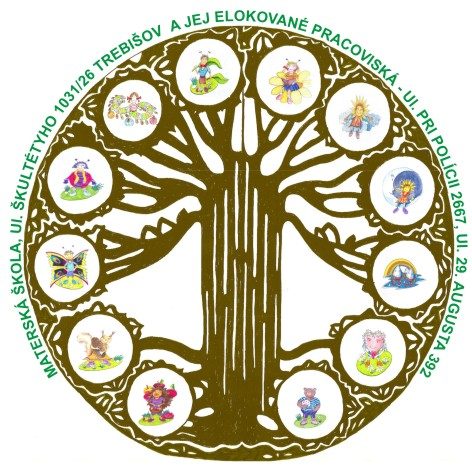 MATERSKÁ ŠKOLA, Ul. ŠKULTÉTYHO 1031/26 TREBIŠOV A JEJ ELOKOVANÉ PRACOVISKÁ - Ul. PRI POLÍCII 2667, Ul. 29. AUGUSTA 392